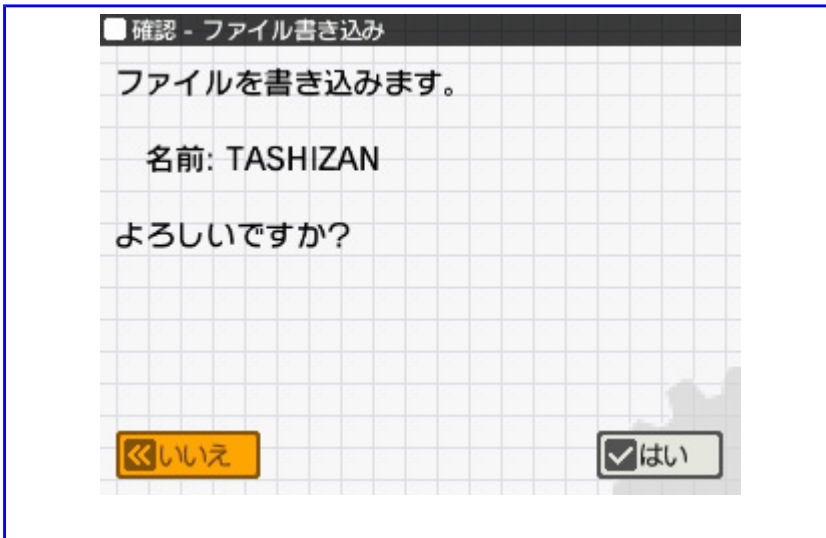 確認 - ファイル書き込み
ファイルを書き込みます。
名前: TASHIZAN
よろしいですか?
いいえ
はい